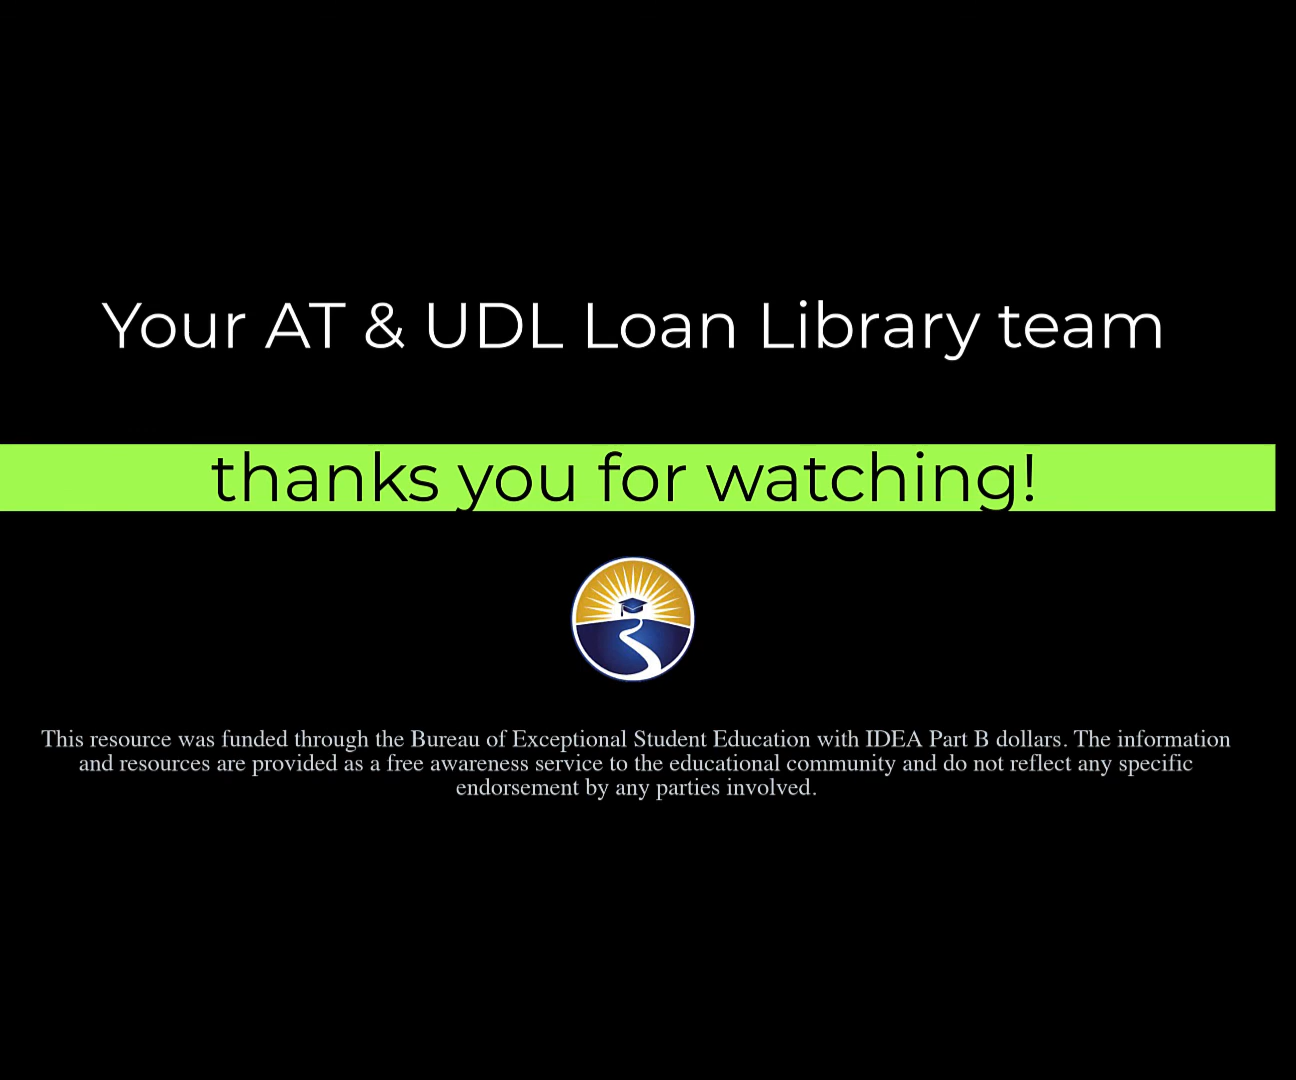 Your AT & UDL Loan Library team
thanks you for watching!
This resource was funded through the Bureau of Exceptional Student Education with IDEA Part B dollars. The information
and resources are provided as a free awareness service to the educational community and do not reflect any specific
endorsement by any parties involved.